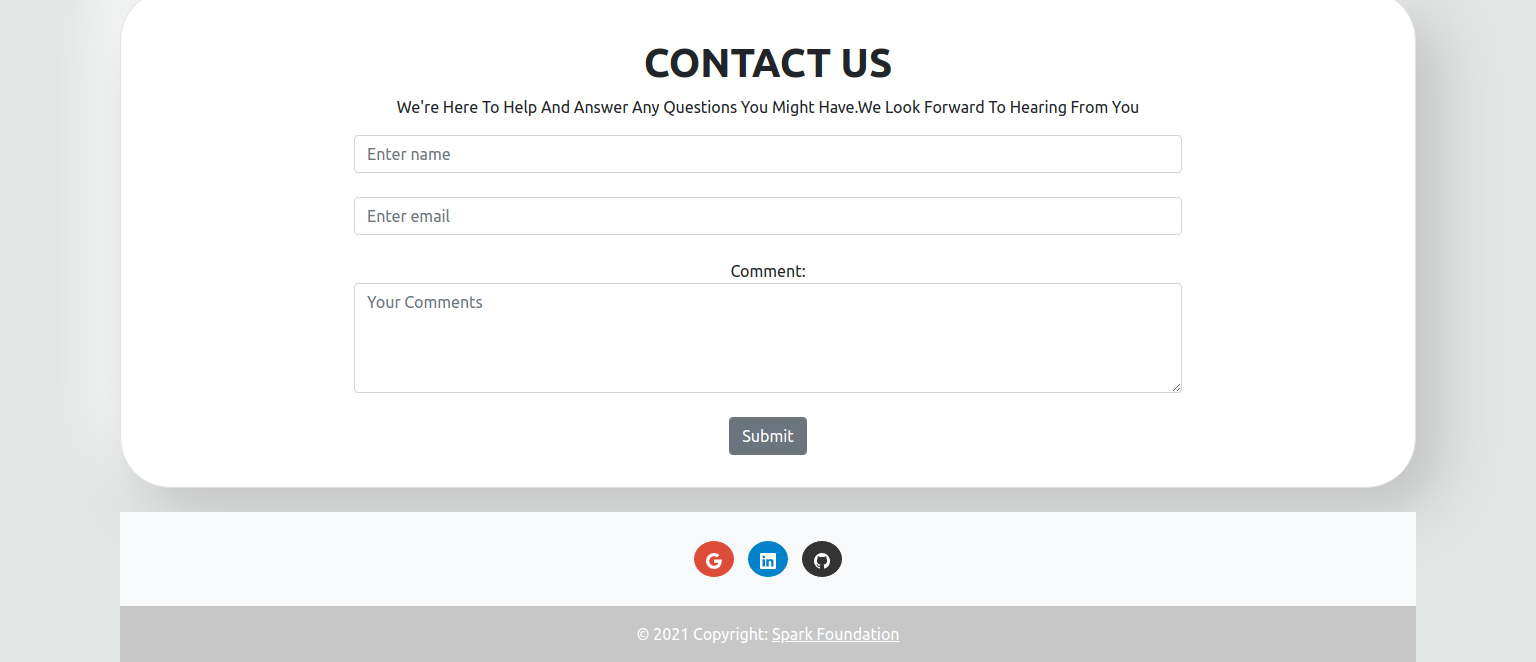 CONTACT US
We're Here To Help And Answer Any Questions You Might Have.We Look Forward To Hearing From You
Enter name
Enter email
Comment:
Your Comments
Submit
G in
© 2021 Copyright: Spark Foundation